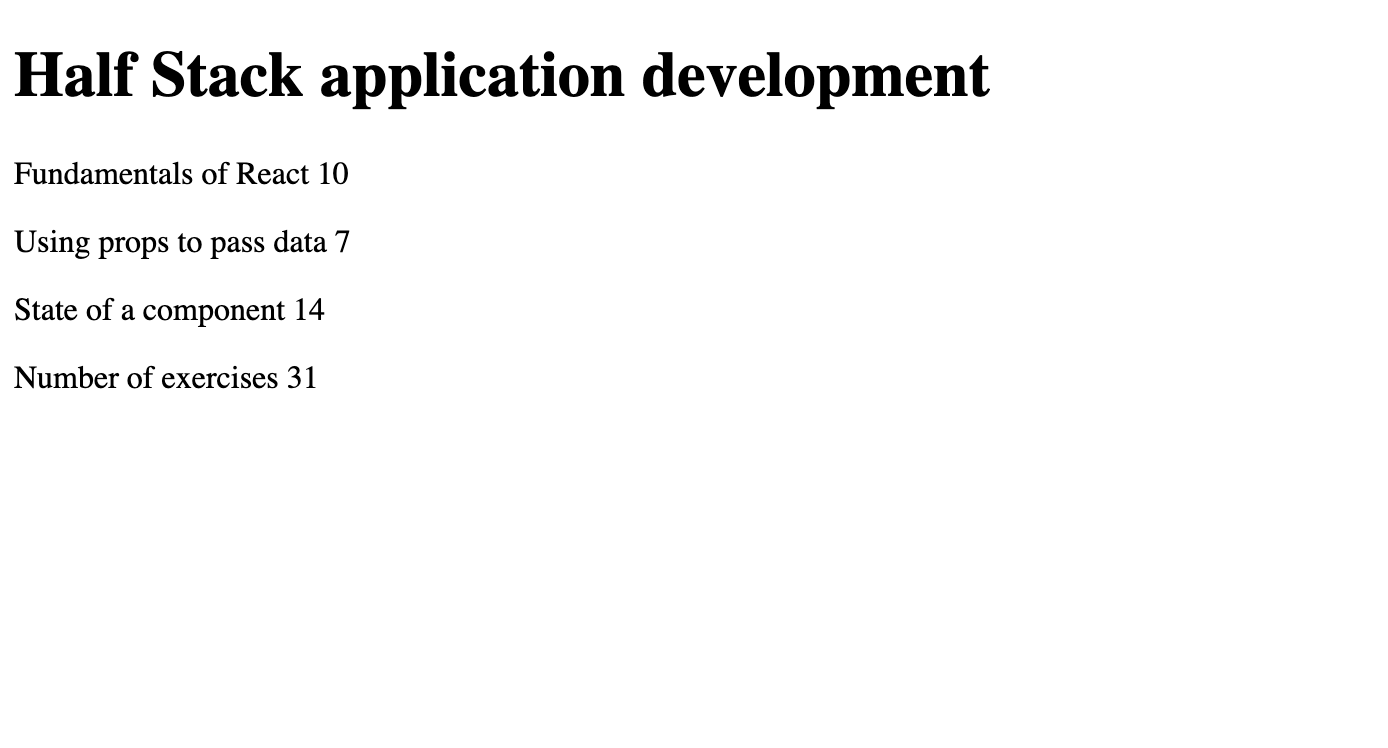 Half Stack application development
Fundamentals of React 10
Using props to pass data 7
State of a component 14
Number of exercises 31